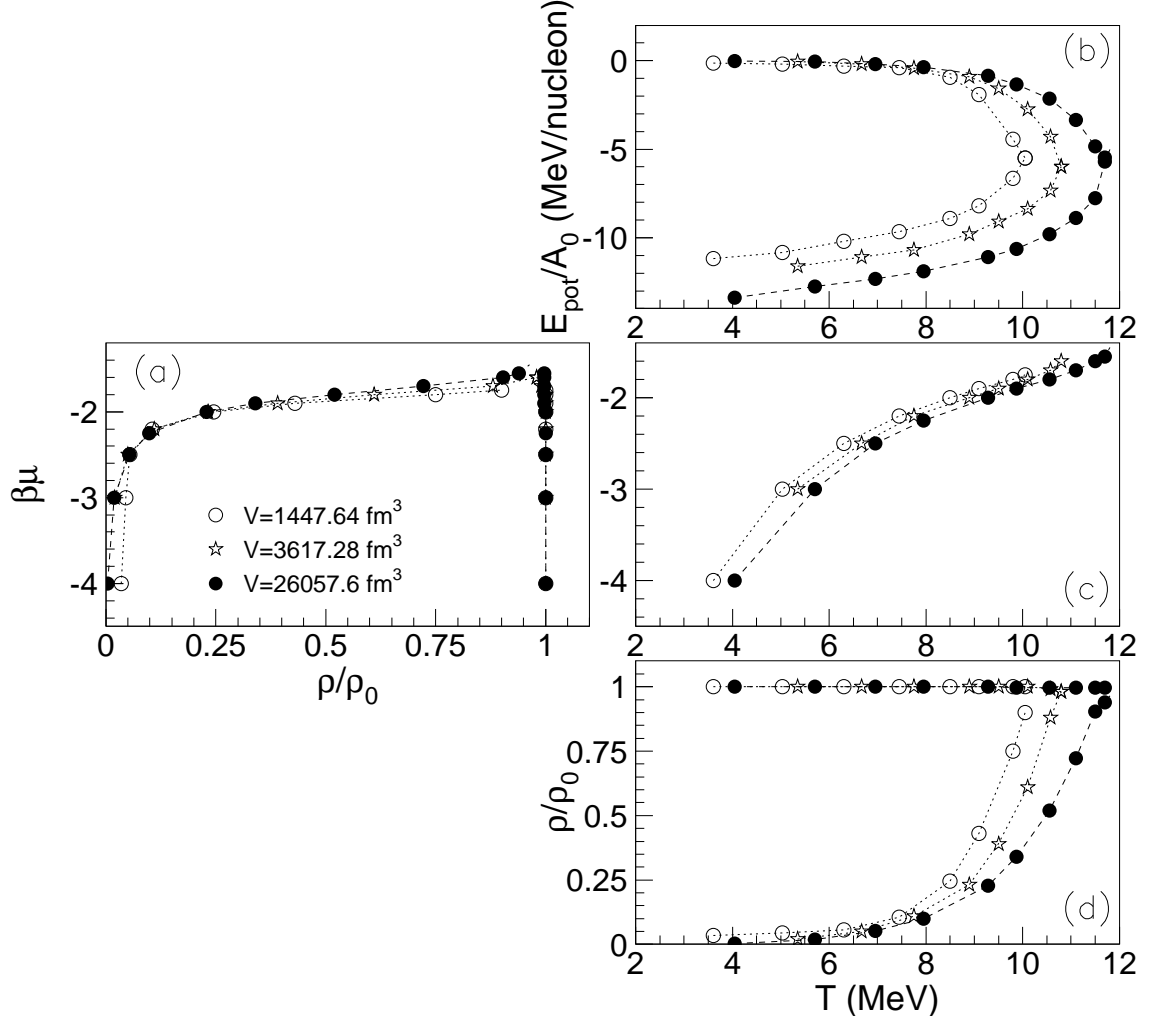 E_pot/A_0 (MeV/nucleon)
0
-5
-10
(b)
2 4 6 8 10 12
βμ
-2
-3
-4
(a)
V=1447.64 fm³
V=3617.28 fm³
V=26057.6 fm³
0 0.25 0.5 0.75 1
ρ/ρ₀
-2
-3
-4
(c)
2 4 6 8 10 12
ρ/ρ₀
1
0.75
0.5
0.25
0
(d)
2 4 6 8 10 12
T (MeV)